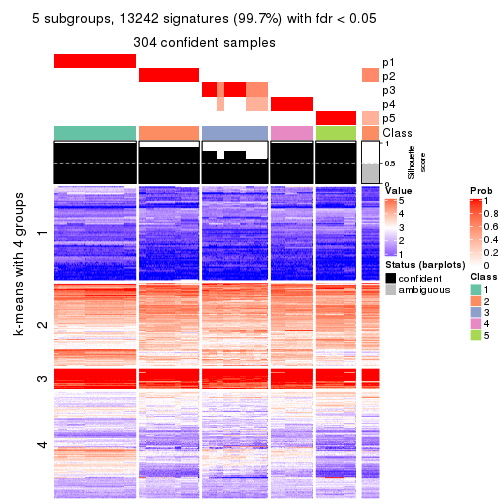 5 subgroups, 13242 signatures (99.7%) with fdr < 0.05
304 confident samples
p1
p2
p3
p4
p5
Class
1
0.5
0
Silhouette
score
k-means with 4 groups
1
2
3
4
Value
5
4
3
2
1
Status (barplots)
confident
ambiguous
Prob
1
0.8
0.6
0.4
0.2
0
Class
1
2
3
4
5